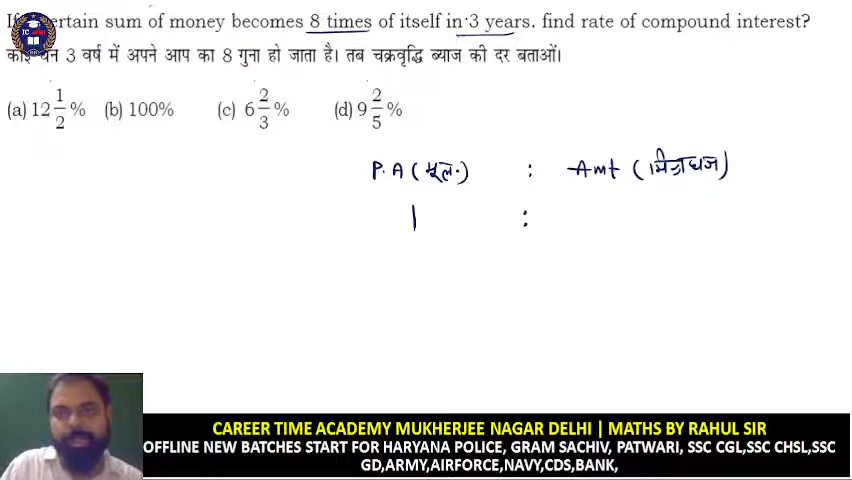 If ertain sum of money becomes 8 times of itself in 3 years. find rate of compound interest?
कोई धन 3 वर्ष में अपने आप का 8 गुना हो जाता है। तब चक्रवृद्धि ब्याज की दर बताओं।
(a) 12 1/2 % (b) 100% (c) 6 2/3 % (d) 9 2/5 %
P.A (मूल.) : Amt (मिश्रधन)
1 :
CAREER TIME ACADEMY MUKHERJEE NAGAR DELHI | MATHS BY RAHUL SIR
OFFLINE NEW BATCHES START FOR HARYANA POLICE, GRAM SACHIV, PATWARI, SSC CGL,SSC CHSL,SSC
GD,ARMY,AIRFORCE,NAVY,CDS,BANK,